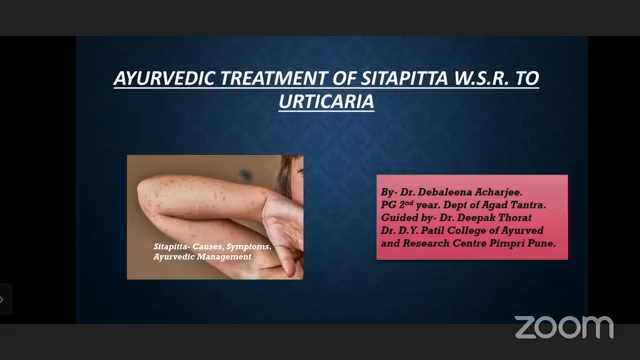 AYURVEDIC TREATMENT OF SITAPITTA W.S.R. TO
URTICARIA
Sitapitta- Causes, Symptoms.
Ayurvedic Management
By- Dr. Debaleena Acharjee.
PG 2nd year. Dept of Agad Tantra.
Guided by- Dr. Deepak Thorat
Dr. D.Y. Patil College of Ayurved
and Research Centre Pimpri Pune.
zoom